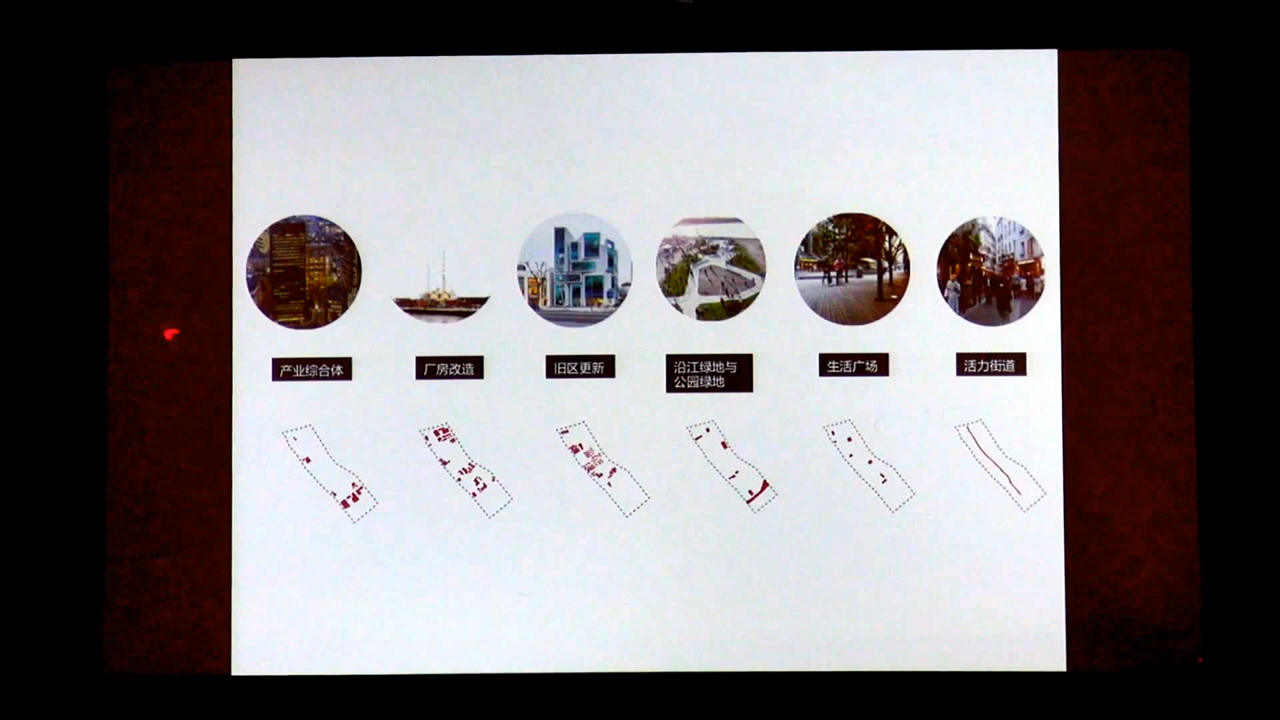 产业综合体
厂房改造
旧区更新
沿江绿地与
公园绿地
生活广场
活力街道